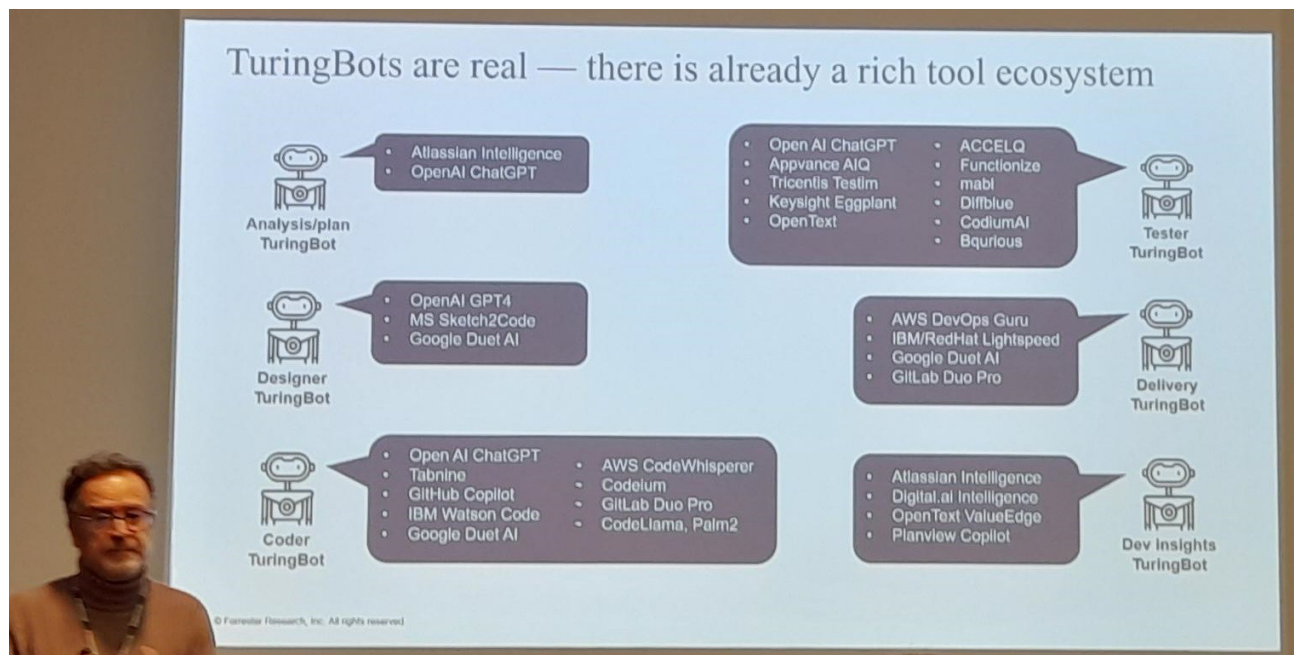 TuringBots are real — there is already a rich tool ecosystem
Analysis/plan
TuringBot
• Atlassian Intelligence
• OpenAI ChatGPT
Designer
TuringBot
• OpenAI GPT4
• MS Sketch2Code
• Google Duet AI
Coder
TuringBot
• Open AI ChatGPT
• Tabnine
• GitHub Copilot
• IBM Watson Code
• Google Duet AI
• AWS CodeWhisperer
• Codeium
• GitLab Duo Pro
• CodeLlama, Palm2
• Open AI ChatGPT
• Appvance AIQ
• Tricentis Testim
• Keysight Eggplant
• OpenText
• ACCELQ
• Functionize
• mabl
• Diffblue
• CodiumAI
• Bqurious
Tester
TuringBot
• AWS DevOps Guru
• IBM/RedHat Lightspeed
• Google Duet AI
• GitLab Duo Pro
Delivery
TuringBot
• Atlassian Intelligence
• Digital.ai Intelligence
• OpenText ValueEdge
• Planview Copilot
Dev insights
TuringBot
© Forrester Research, Inc. All rights reserved.